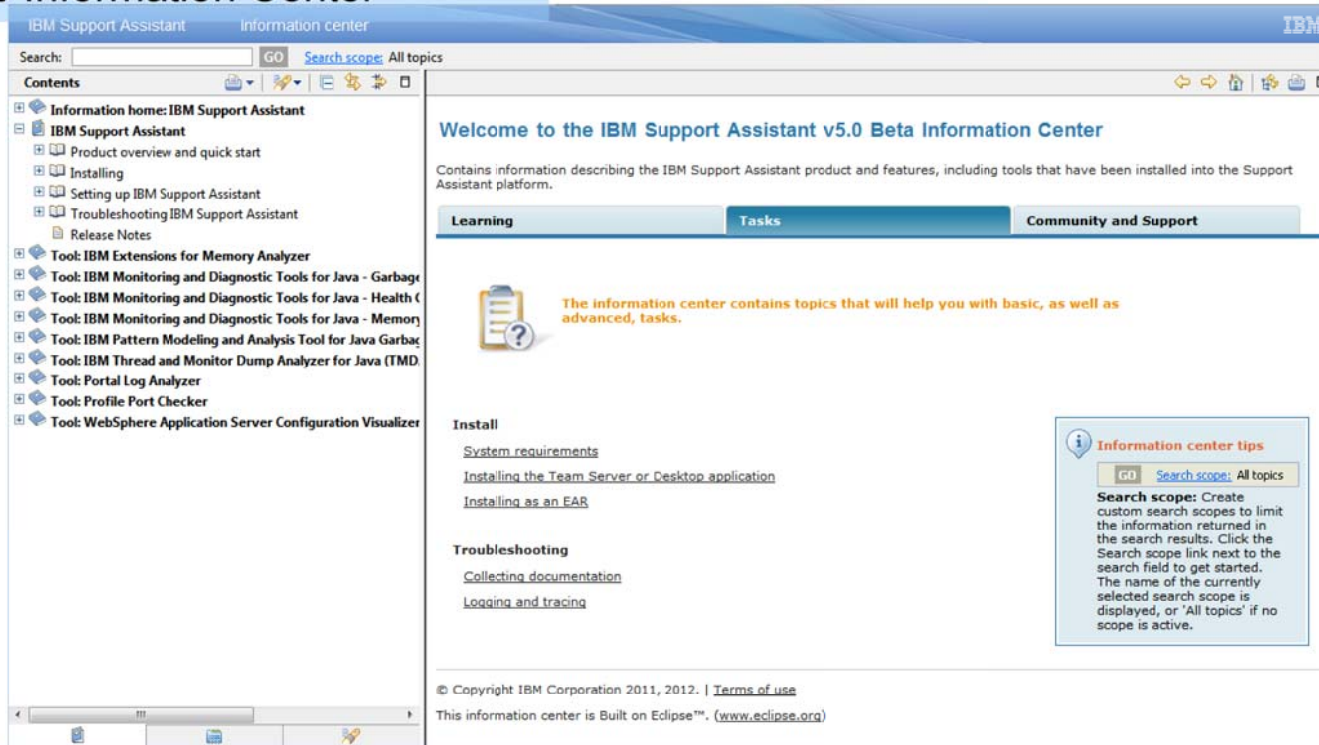 Information Center
IBM Support Assistant Information center
IBM
Search: GO Search scope: All topics
Contents
Information home: IBM Support Assistant
IBM Support Assistant
Product overview and quick start
Installing
Setting up IBM Support Assistant
Troubleshooting IBM Support Assistant
Release Notes
Tool: IBM Extensions for Memory Analyzer
Tool: IBM Monitoring and Diagnostic Tools for Java - Garbage
Tool: IBM Monitoring and Diagnostic Tools for Java - Health
Tool: IBM Monitoring and Diagnostic Tools for Java - Memory
Tool: IBM Pattern Modeling and Analysis Tool for Java Garbag
Tool: IBM Thread and Monitor Dump Analyzer for Java (TMD
Tool: Portal Log Analyzer
Tool: Profile Port Checker
Tool: WebSphere Application Server Configuration Visualizer
Welcome to the IBM Support Assistant v5.0 Beta Information Center
Contains information describing the IBM Support Assistant product and features, including tools that have been installed into the Support
Assistant platform.
Learning Tasks Community and Support
The information center contains topics that will help you with basic, as well as
advanced, tasks.
Install
System requirements
Installing the Team Server or Desktop application
Installing as an EAR
Troubleshooting
Collecting documentation
Logging and tracing
Information center tips
GO Search scope: All topics
Search scope: Create
custom search scopes to limit
the information returned in
the search results. Click the
Search scope link next to the
search field to get started.
The name of the currently
selected search scope is
displayed, or 'All topics' if no
scope is active.
© Copyright IBM Corporation 2011, 2012. | Terms of use
This information center is Built on Eclipse™. (www.eclipse.org)